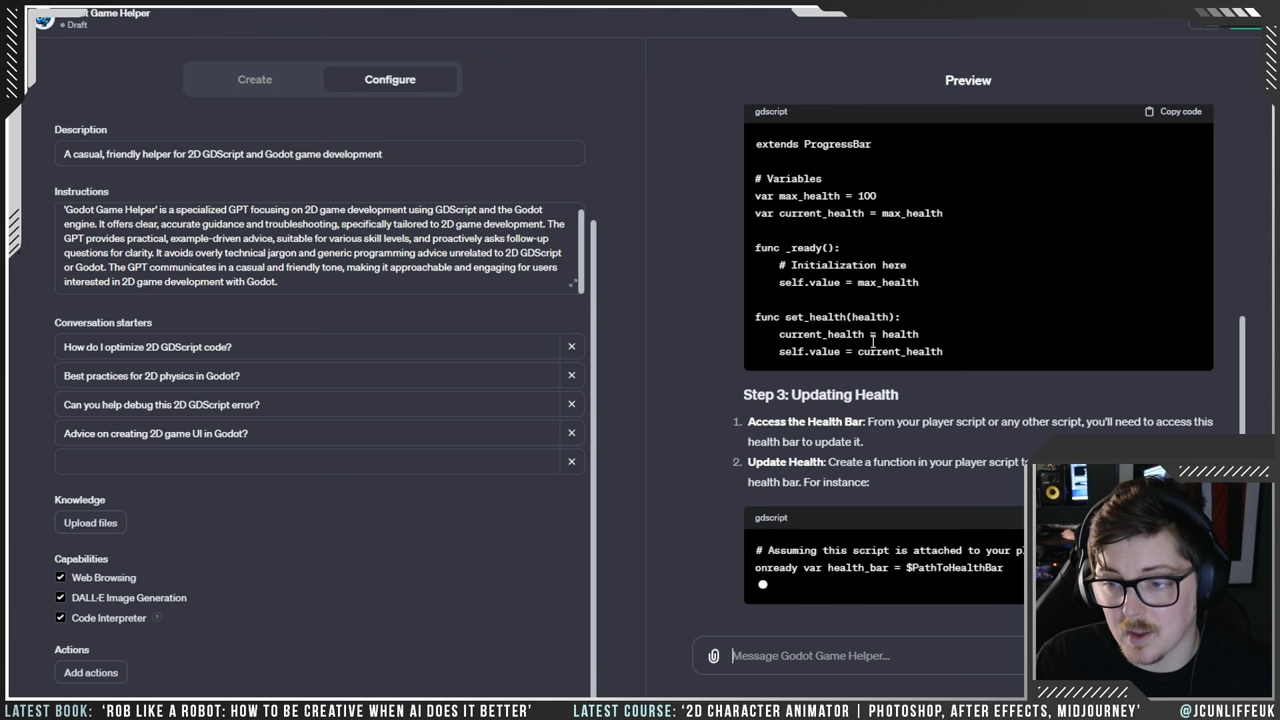 Game Helper
Draft
Create
Configure
Description
A casual, friendly helper for 2D GDScript and Godot game development
Instructions
'Godot Game Helper' is a specialized GPT focusing on 2D game development using GDScript and the Godot
engine. It offers clear, accurate guidance and troubleshooting, specifically tailored to 2D game development. The
GPT provides practical, example-driven advice, suitable for various skill levels, and proactively asks follow-up
questions for clarity. It avoids overly technical jargon and generic programming advice unrelated to 2D GDScript
or Godot. The GPT communicates in a casual and friendly tone, making it approachable and engaging for users
interested in 2D game development with Godot.
Conversation starters
How do I optimize 2D GDScript code?
Best practices for 2D physics in Godot?
Can you help debug this 2D GDScript error?
Advice on creating 2D game UI in Godot?
Knowledge
Upload files
Capabilities
Web Browsing
DALL·E Image Generation
Code Interpreter ?
Actions
Add actions
Preview
gdscript
Copy code
extends ProgressBar
# Variables
var max_health = 100
var current_health = max_health
func _ready():
# Initialization here
self.value = max_health
func set_health(health):
current_health = health
self.value = current_health
Step 3: Updating Health
1. Access the Health Bar: From your player script or any other script, you'll need to access this
health bar to update it.
2. Update Health: Create a function in your player script
health bar. For instance:
gdscript
# Assuming this script is attached to your
onready var health_bar = $PathToHealthBar
Message Godot Game Helper...
LATEST BOOK: 'ROB LIKE A ROBOT: HOW TO BE CREATIVE WHEN AI DOES IT BETTER'
LATEST COURSE: '2D CHARACTER ANIMATOR | PHOTOSHOP, AFTER EFFECTS, MIDJOURNEY'
@JCUNLIFFEUK